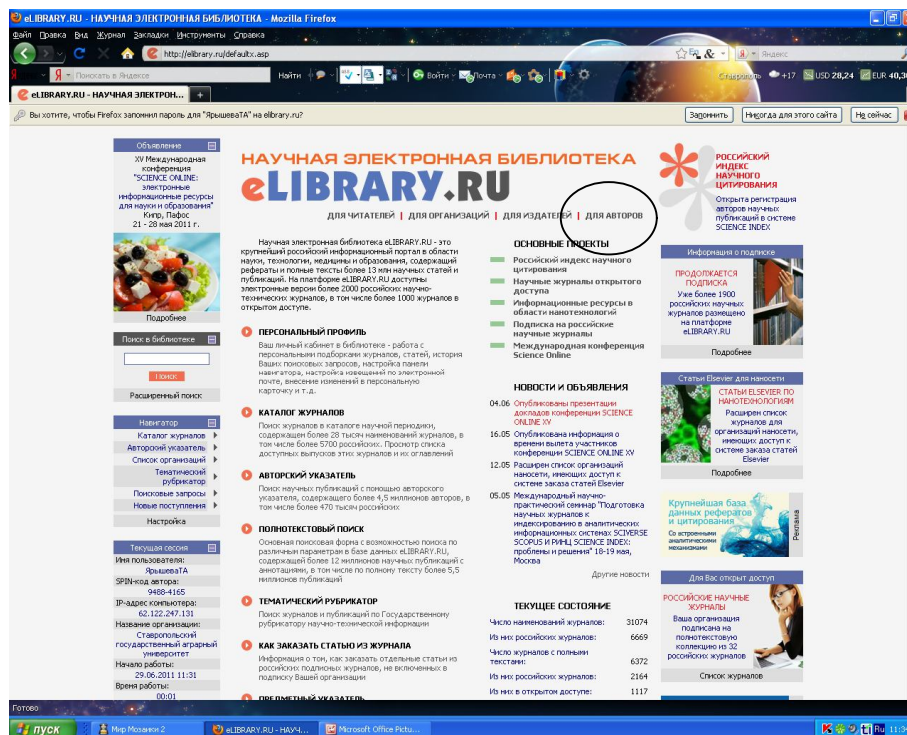 eLIBRARY.RU - НАУЧНАЯ ЭЛЕКТРОННАЯ БИБЛИОТЕКА - Mozilla Firefox
Файл Правка Вид Журнал Закладки Инструменты Справка
http://elibrary.ru/defaultx.asp
Яндекс
Поискать в Яндексе
Найти
Войти
Почта
Ставрополь
+17
USD 28,24
EUR 40,3
eLIBRARY.RU - НАУЧНАЯ ЭЛЕКТРОН...
Вы хотите, чтобы Firefox запомнил пароль для "ЯрышеваТА" на elibrary.ru?
Запомнить
Никогда для этого сайта
Не сейчас
Объявление
XV Международная
конференция
"SCIENCE ONLINE:
электронные
информационные ресурсы
для науки и образования"
Кипр, Пафос
21 - 28 мая 2011 г.
Подробнее
Поиск в библиотеке
Поиск
Расширенный поиск
Навигатор
Каталог журналов
Авторский указатель
Список организаций
Тематический
рубрикатор
Поисковые запросы
Новые поступления
Настройка
Текущая сессия
Имя пользователя:
ЯрышеваТА
SPIN-код автора:
9488-4165
IP-адрес компьютера:
62.122.247.131
Название организации:
Ставропольский
государственный аграрный
университет
Начало работы:
29.06.2011 11:31
Время работы:
00:01
НАУЧНАЯ ЭЛЕКТРОННАЯ БИБЛИОТЕКА
eLIBRARY.RU
ДЛЯ ЧИТАТЕЛЕЙ | ДЛЯ ОРГАНИЗАЦИЙ | ДЛЯ ИЗДАТЕЛЕЙ | ДЛЯ АВТОРОВ
Научная электронная библиотека eLIBRARY.RU - это
крупнейший российский информационный портал в области
науки, технологии, медицины и образования, содержащий
рефераты и полные тексты более 13 млн научных статей и
публикаций. На платформе eLIBRARY.RU доступны
электронные версии более 2000 российских научно-
технических журналов, в том числе более 1000 журналов в
открытом доступе.
ПЕРСОНАЛЬНЫЙ ПРОФИЛЬ
Ваш личный кабинет в библиотеке - работа с
персональными подборками журналов, статей, история
Ваших поисковых запросов, настройка панели
навигатора, настройка извещений по электронной
почте, внесение изменений в персональную
карточку и т.д.
КАТАЛОГ ЖУРНАЛОВ
Поиск журналов в каталоге научной периодики,
содержащем более 28 тысяч наименований журналов, в
том числе более 5700 российских. Просмотр списка
доступных выпусков этих журналов и их оглавлений
АВТОРСКИЙ УКАЗАТЕЛЬ
Поиск научных публикаций с помощью авторского
указателя, содержащего более 4,5 миллионов авторов, в
том числе более 470 тысяч российских
ПОЛНОТЕКСТОВЫЙ ПОИСК
Основная поисковая форма с возможностью поиска по
различным параметрам в базе данных eLIBRARY.RU,
содержащей более 12 миллионов научных публикаций с
аннотациями, в том числе по полному тексту более 5,5
миллионов публикаций
ТЕМАТИЧЕСКИЙ РУБРИКАТОР
Поиск журналов и публикаций по Государственному
рубрикатору научно-технической информации
КАК ЗАКАЗАТЬ СТАТЬЮ ИЗ ЖУРНАЛА
Информация о том, как заказать отдельные статьи из
российских подписных журналов, не включенных в
подписку Вашей организации
ПРЕДМЕТНЫЙ УКАЗАТЕЛЬ
ОСНОВНЫЕ ПРОЕКТЫ
Российский индекс научного
цитирования
Научные журналы открытого
доступа
Информационные ресурсы в
области нанотехнологий
Подписка на российские
научные журналы
Международная конференция
Science Online
НОВОСТИ И ОБЪЯВЛЕНИЯ
04.06 Опубликованы презентации
докладов конференции SCIENCE
ONLINE XV
16.05 Опубликована информация о
времени вылета участников
конференции SCIENCE ONLINE XV
12.05 Расширен список организаций
наносети, имеющих доступ к
системе заказа статей Elsevier
05.05 Международный научно-
практический семинар "Подготовка
научных журналов к
индексированию в аналитических
информационных системах SCIVERSE
SCOPUS И РИНЦ SCIENCE INDEX:
проблемы и решения" 18-19 мая,
Москва
Другие новости
ТЕКУЩЕЕ СОСТОЯНИЕ
Число наименований журналов: 31074
Из них российских журналов: 6669
Число журналов с полными
текстами: 6372
Из них российских журналов: 2164
Из них в открытом доступе: 1117
РОССИЙСКИЙ
ИНДЕКС
НАУЧНОГО
ЦИТИРОВАНИЯ
Открыта регистрация
авторов научных
публикаций в системе
SCIENCE INDEX
Информация о подписке
ПРОДОЛЖАЕТСЯ
ПОДПИСКА
Уже более 1900
российских научных
журналов размещено
на платформе
eLIBRARY.RU
Подробнее
Статьи Elsevier для наносети
СТАТЬИ ELSEVIER ПО
НАНОТЕХНОЛОГИЯМ
Расширен список
журналов для
организаций наносети,
имеющих доступ к
системе заказа статей
Elsevier
Подробнее
Крупнейшая база
данных рефератов
и цитирования
Со встроенными
аналитическими
механизмами
Реклама
Для Вас открыт доступ
РОССИЙСКИЕ НАУЧНЫЕ
ЖУРНАЛЫ
Ваша организация
подписана на
полнотекстовую
коллекцию из 32
российских журналов
Список журналов
Готово
пуск
Мир Мозаики 2
eLIBRARY.RU - НАУЧ...
Microsoft Office Pictu...
RU
11:3